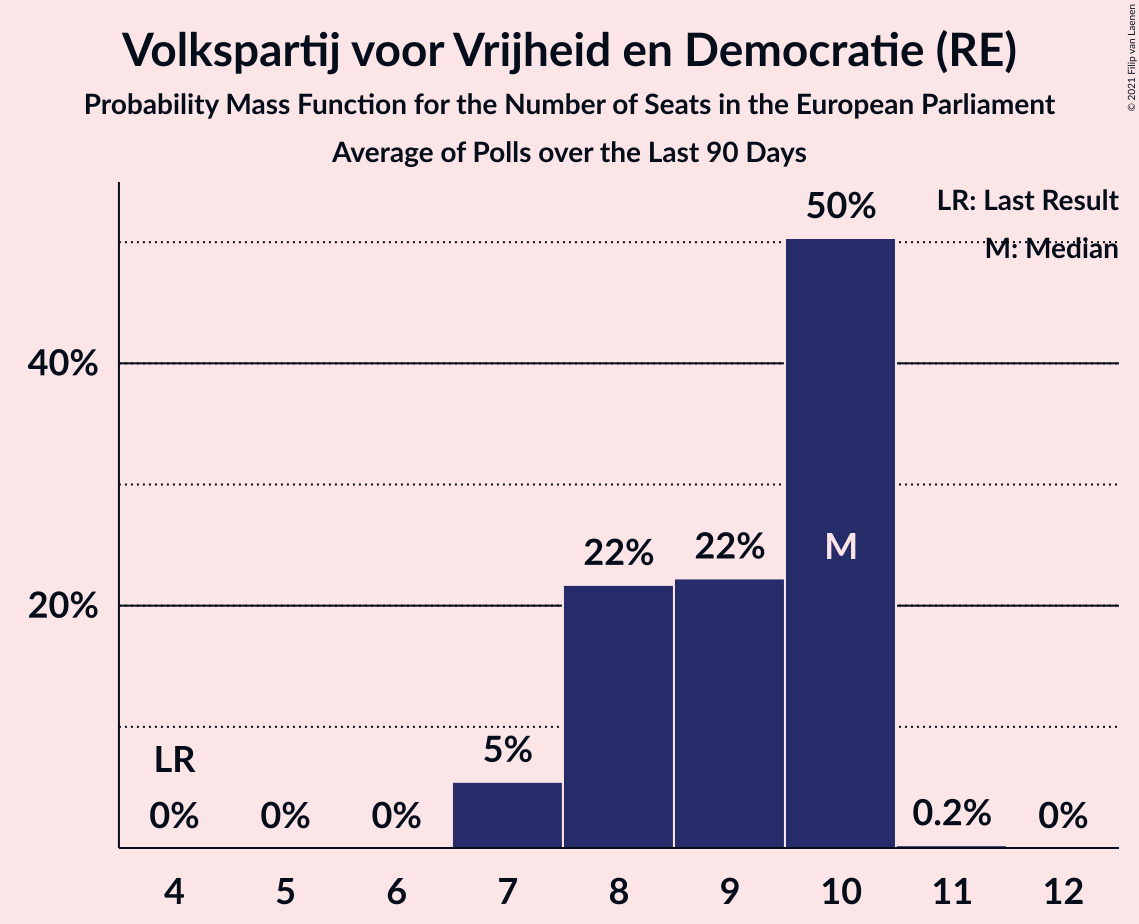 Volkspartij voor Vrijheid en Democratie (RE)
Probability Mass Function for the Number of Seats in the European Parliament
Average of Polls over the Last 90 Days
© 2021 Filip van Laenen
LR: Last Result
M: Median
50%
40%
20%
22%
22%
M
5%
LR
0%
0%
0%
0.2%
0%
4
5
6
7
8
9
10
11
12